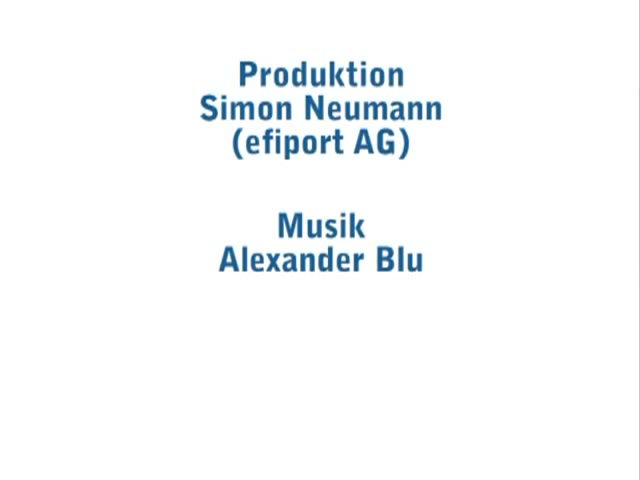 Produktion
Simon Neumann
(efiport AG)
Musik
Alexander Blu